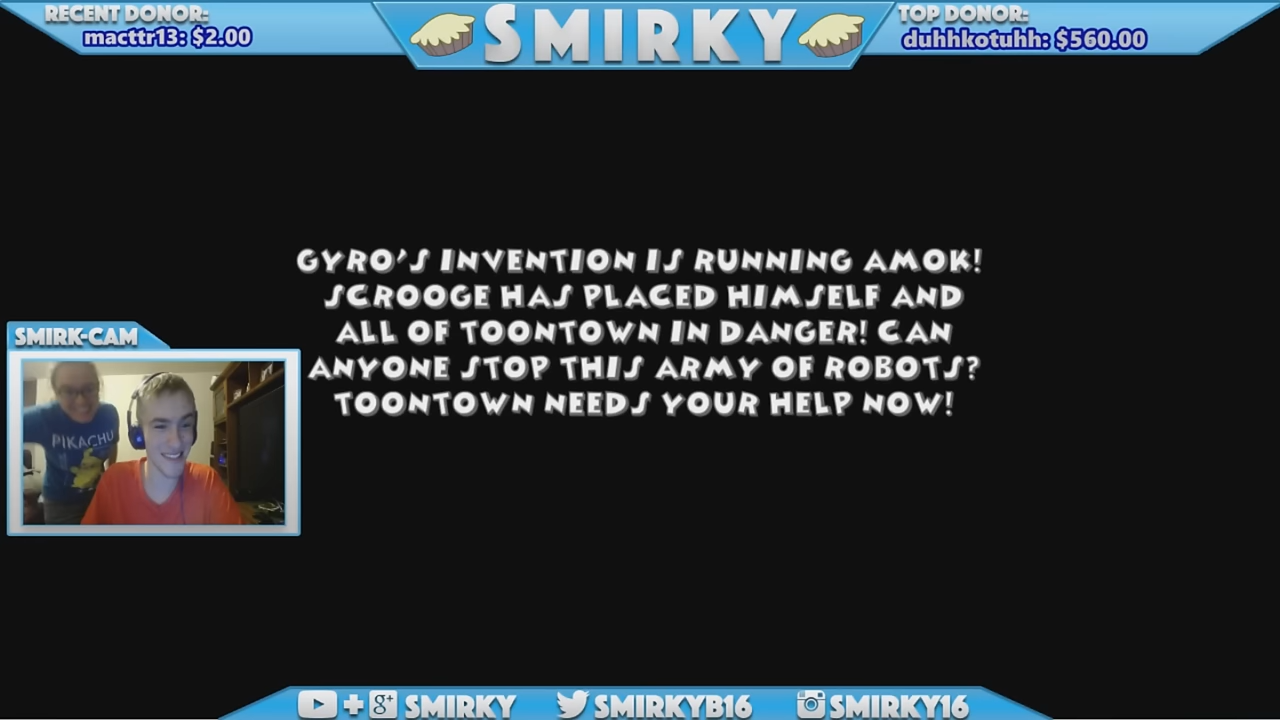 RECENT DONOR:
macttr13: $2.00
SMIRKY
TOP DONOR:
duhhkotuhh: $560.00
GYRO'S INVENTION IS RUNNING AMOK!
SCROOGE HAS PLACED HIMSELF AND
ALL OF TOONTOWN IN DANGER! CAN
ANYONE STOP THIS ARMY OF ROBOTS?
TOONTOWN NEEDS YOUR HELP NOW!
SMIRK-CAM
PIKACHU
g+ SMIRKY
SMIRKYB16
SMIRKY16